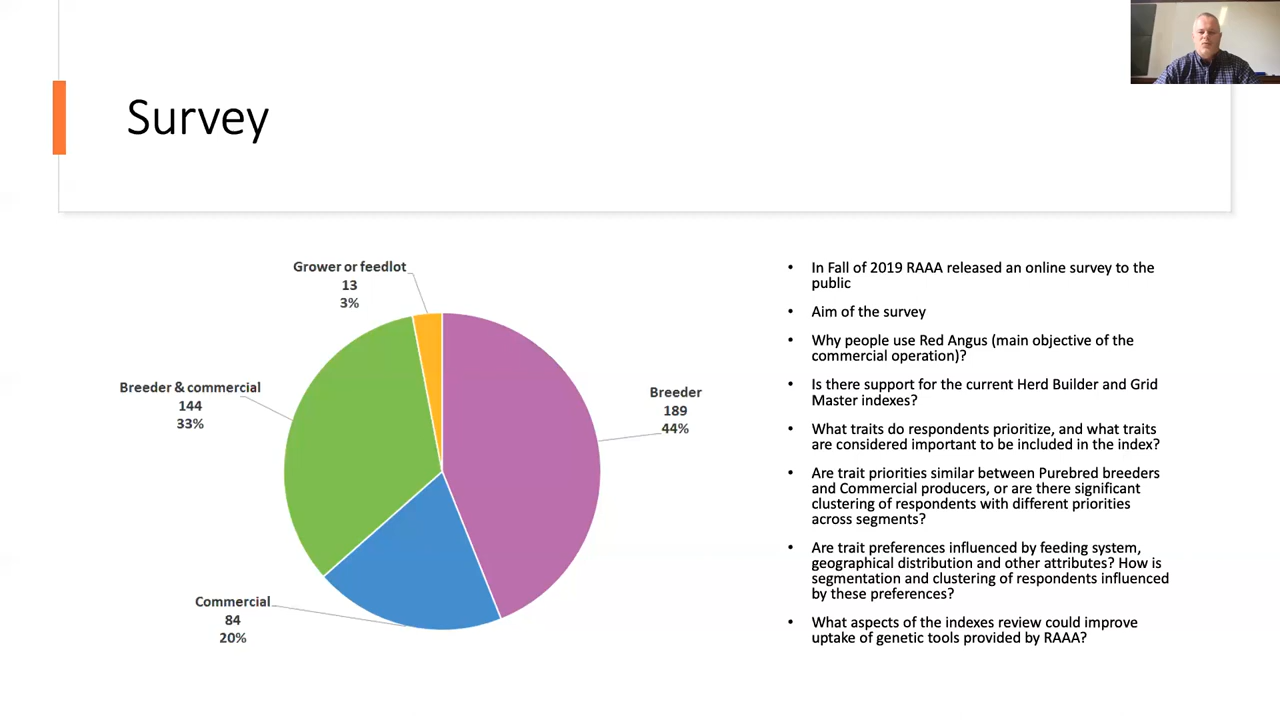 Survey
Grower or feedlot
13
3%
Breeder & commercial
144
33%
Breeder
189
44%
Commercial
84
20%
• In Fall of 2019 RAAA released an online survey to the
public
• Aim of the survey
• Why people use Red Angus (main objective of the
commercial operation)?
• Is there support for the current Herd Builder and Grid
Master indexes?
• What traits do respondents prioritize, and what traits
are considered important to be included in the index?
• Are trait priorities similar between Purebred breeders
and Commercial producers, or are there significant
clustering of respondents with different priorities
across segments?
• Are trait preferences influenced by feeding system,
geographical distribution and other attributes? How is
segmentation and clustering of respondents influenced
by these preferences?
• What aspects of the indexes review could improve
uptake of genetic tools provided by RAAA?